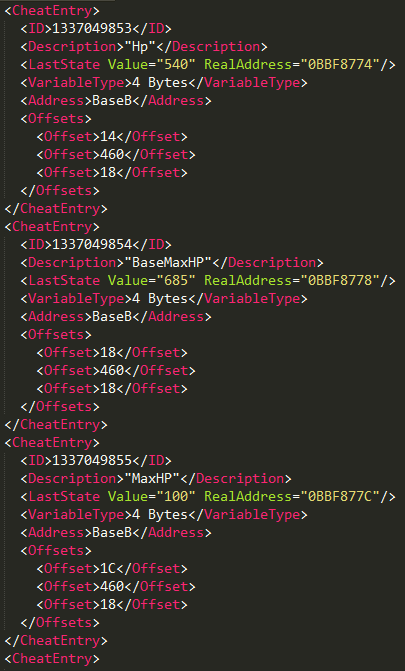 <CheatEntry>
<ID>1337049853</ID>
<Description>"Hp"</Description>
<LastState Value="540" RealAddress="0BBF8774"/>
<VariableType>4 Bytes</VariableType>
<Address>BaseB</Address>
<Offsets>
<Offset>14</Offset>
<Offset>460</Offset>
<Offset>18</Offset>
</Offsets>
</CheatEntry>
<CheatEntry>
<ID>1337049854</ID>
<Description>"BaseMaxHP"</Description>
<LastState Value="685" RealAddress="0BBF8778"/>
<VariableType>4 Bytes</VariableType>
<Address>BaseB</Address>
<Offsets>
<Offset>18</Offset>
<Offset>460</Offset>
<Offset>18</Offset>
</Offsets>
</CheatEntry>
<CheatEntry>
<ID>1337049855</ID>
<Description>"MaxHP"</Description>
<LastState Value="100" RealAddress="0BBF877C"/>
<VariableType>4 Bytes</VariableType>
<Address>BaseB</Address>
<Offsets>
<Offset>1C</Offset>
<Offset>460</Offset>
<Offset>18</Offset>
</Offsets>
</CheatEntry>
<CheatEntry>